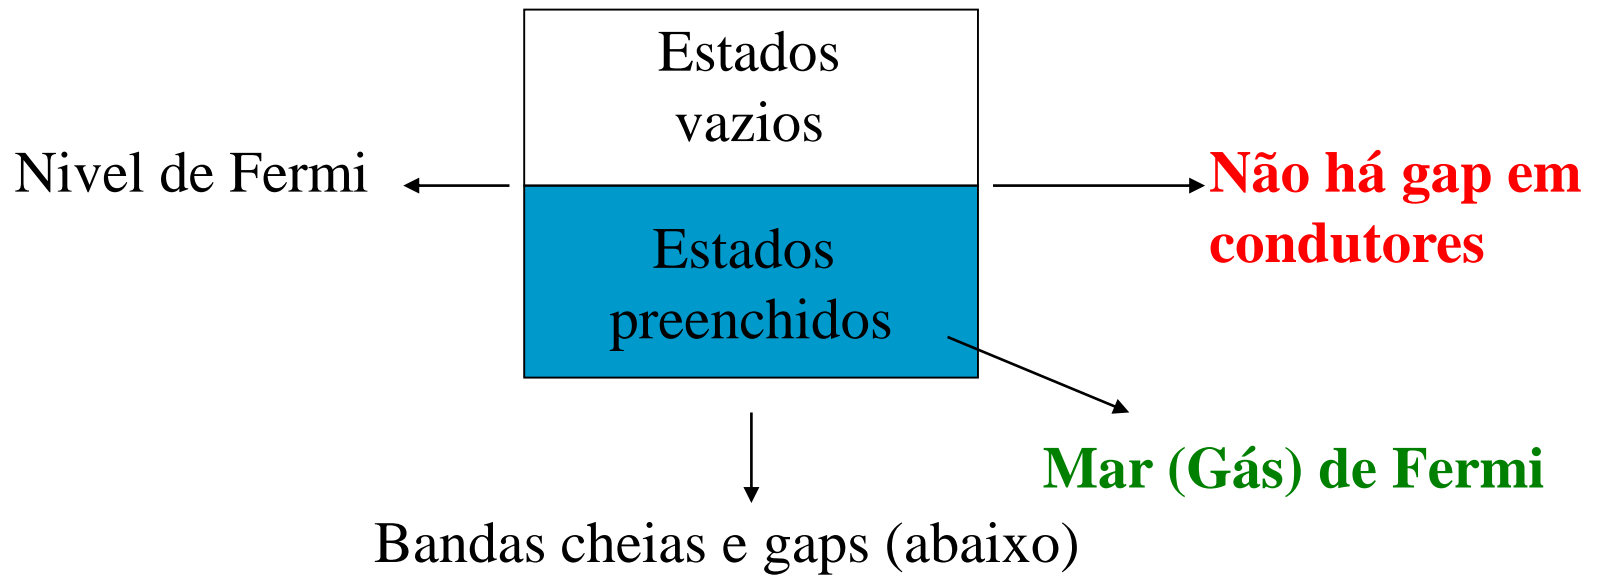 Estados
vazios
Nivel de Fermi
Não há gap em
condutores
Estados
preenchidos
Mar (Gás) de Fermi
Bandas cheias e gaps (abaixo)